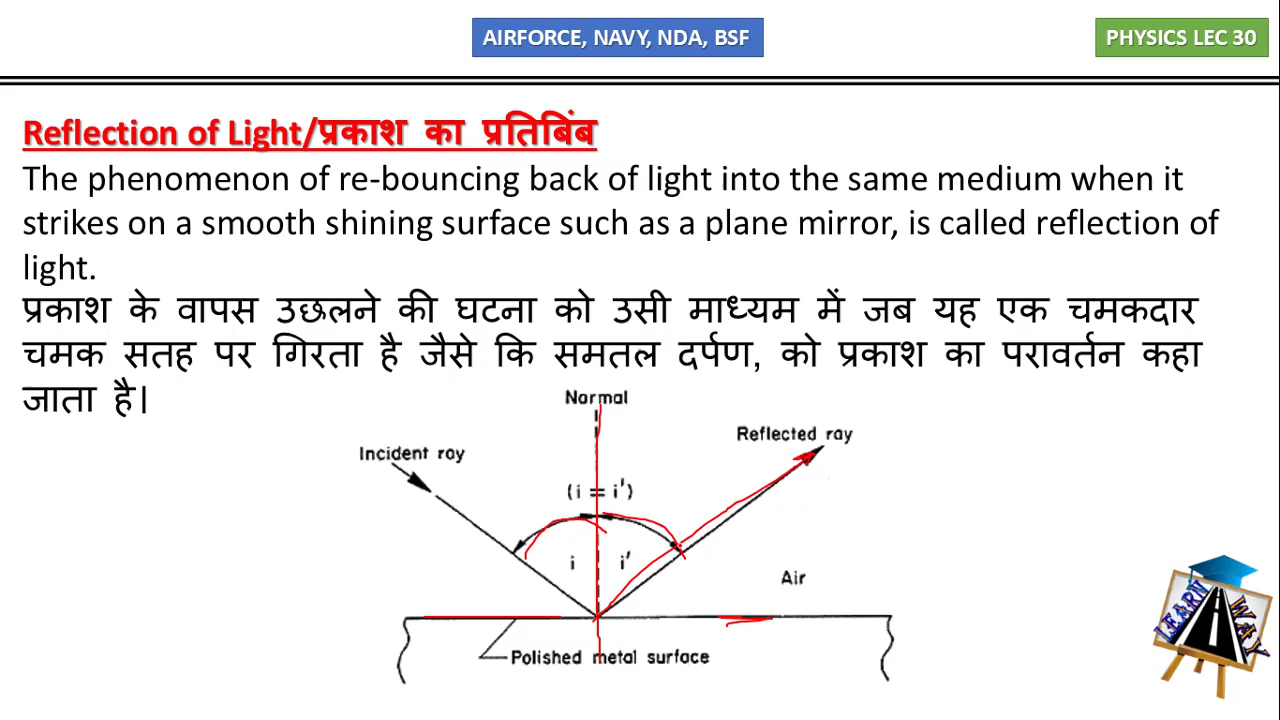 AIRFORCE, NAVY, NDA, BSF
PHYSICS LEC 30
Reflection of Light/प्रकाश का प्रतिबिंब
The phenomenon of re-bouncing back of light into the same medium when it
strikes on a smooth shining surface such as a plane mirror, is called reflection of
light.
प्रकाश के वापस उछलने की घटना को उसी माध्यम में जब यह एक चमकदार
चमक सतह पर गिरता है जैसे कि समतल दर्पण, को प्रकाश का परावर्तन कहा
जाता है।
Normal
Reflected ray
Incident ray
(i = i')
i
i'
Air
Polished metal surface
LEARN WAY